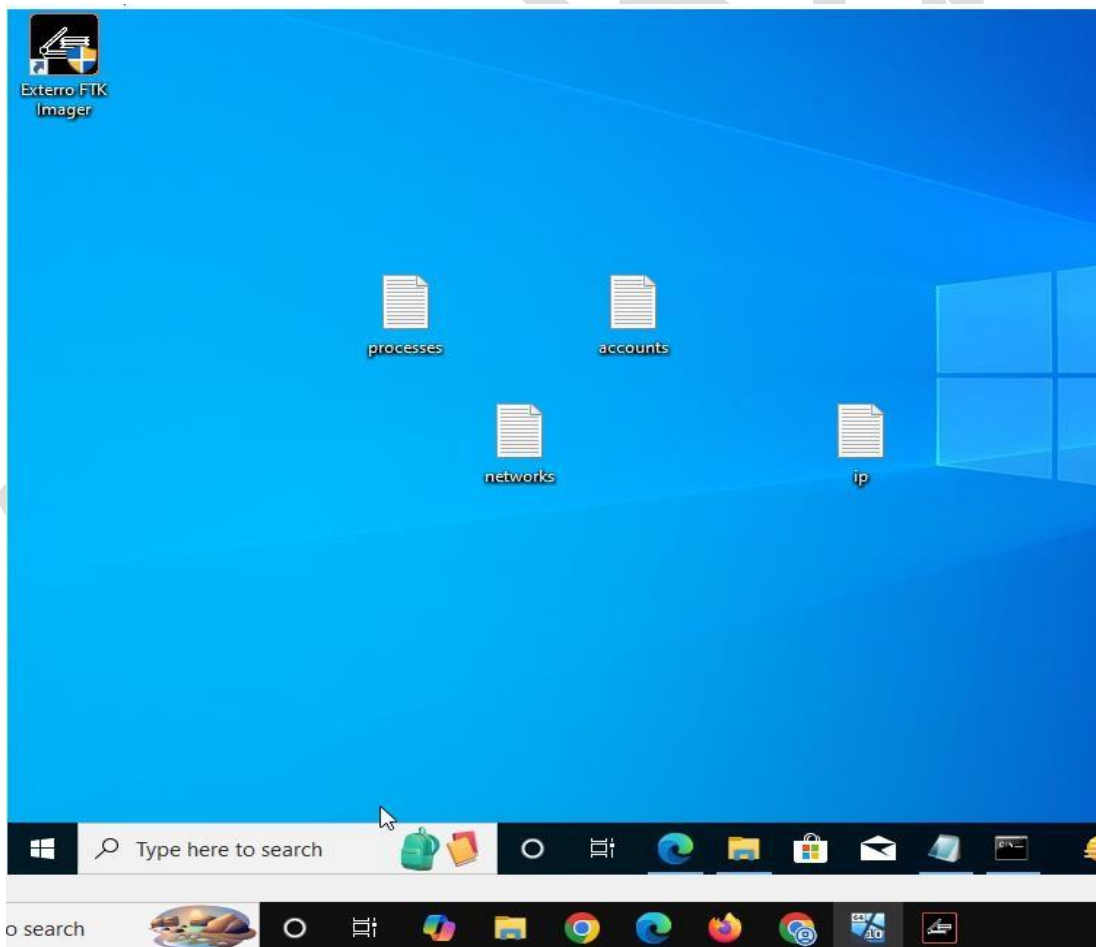 Exterro FTK
Imager
processes
accounts
networks
ip
Type here to search
o search